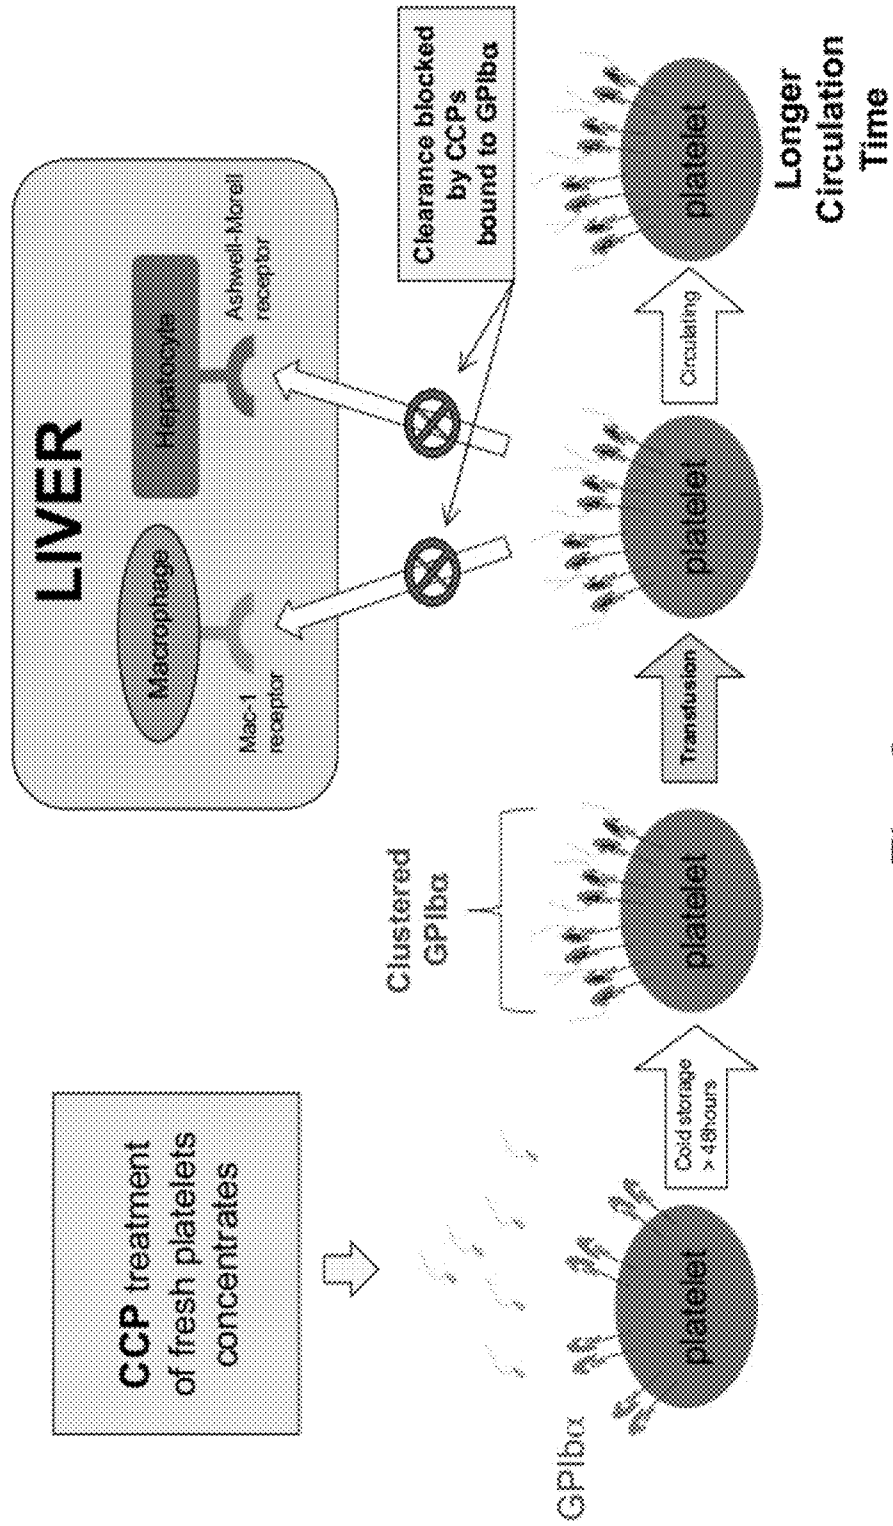 CCP treatment
of fresh platelets
concentrates
GPIbα
platelet
Cold storage
> 48hours
Clustered
GPIbα
platelet
Transfusion
LIVER
Macrophage
Mac-1
receptor
Hepatocyte
Ashwell-Morell
receptor
Clearance blocked
by CCPs
bound to GPIbα
platelet
Circulating
platelet
Longer
Circulation
Time